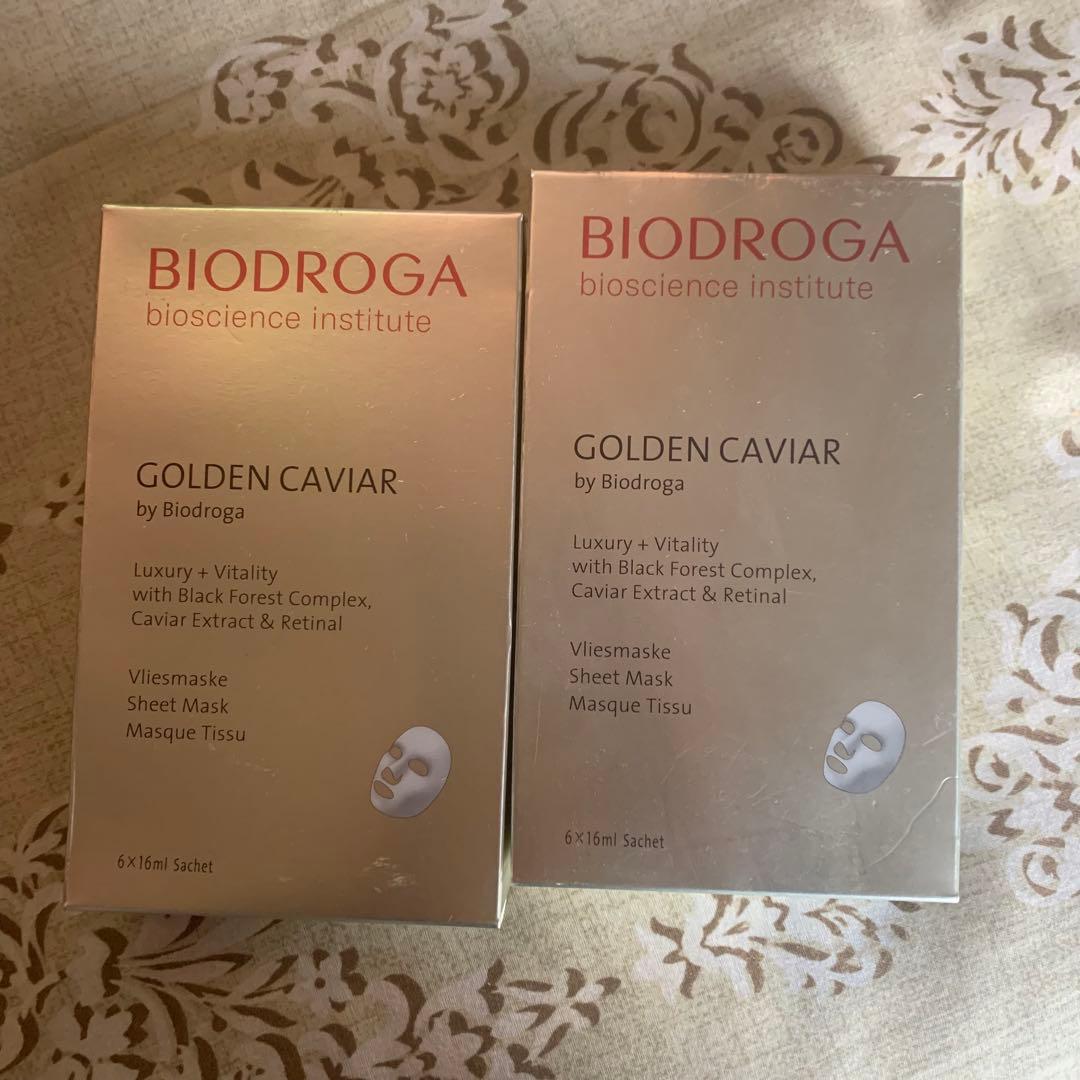 BIODROGA
bioscience institute
GOLDEN CAVIAR
by Biodroga
Luxury + Vitality
with Black Forest Complex,
Caviar Extract & Retinal
Vliesmaske
Sheet Mask
Masque Tissu
6×16ml Sachet
BIODROGA
bioscience institute
GOLDEN CAVIAR
by Biodroga
Luxury + Vitality
with Black Forest Complex,
Caviar Extract & Retinal
Vliesmaske
Sheet Mask
Masque Tissu
6×16ml Sachet